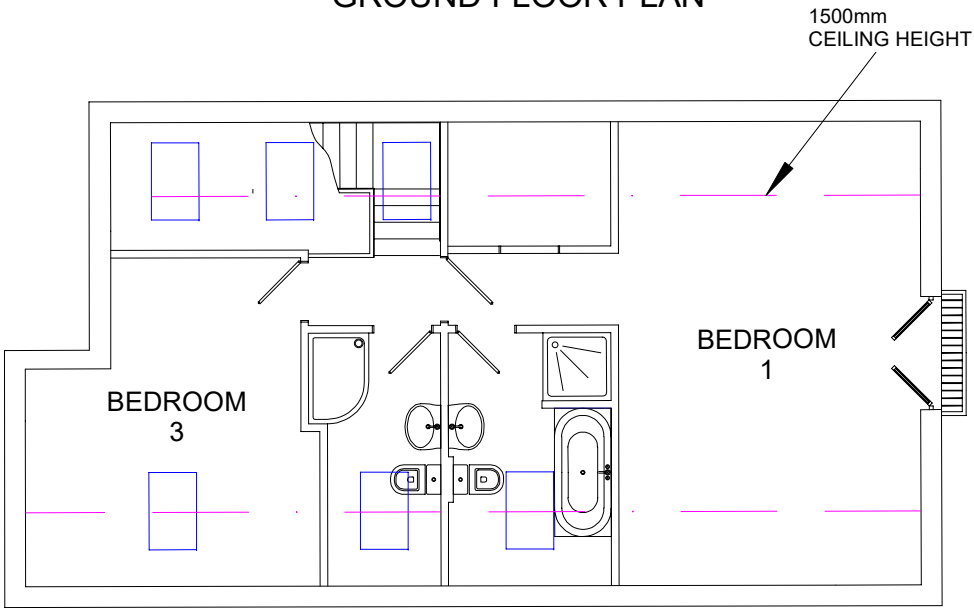 GROUND FLOOR PLAN
1500mm
CEILING HEIGHT
BEDROOM
1
BEDROOM
3